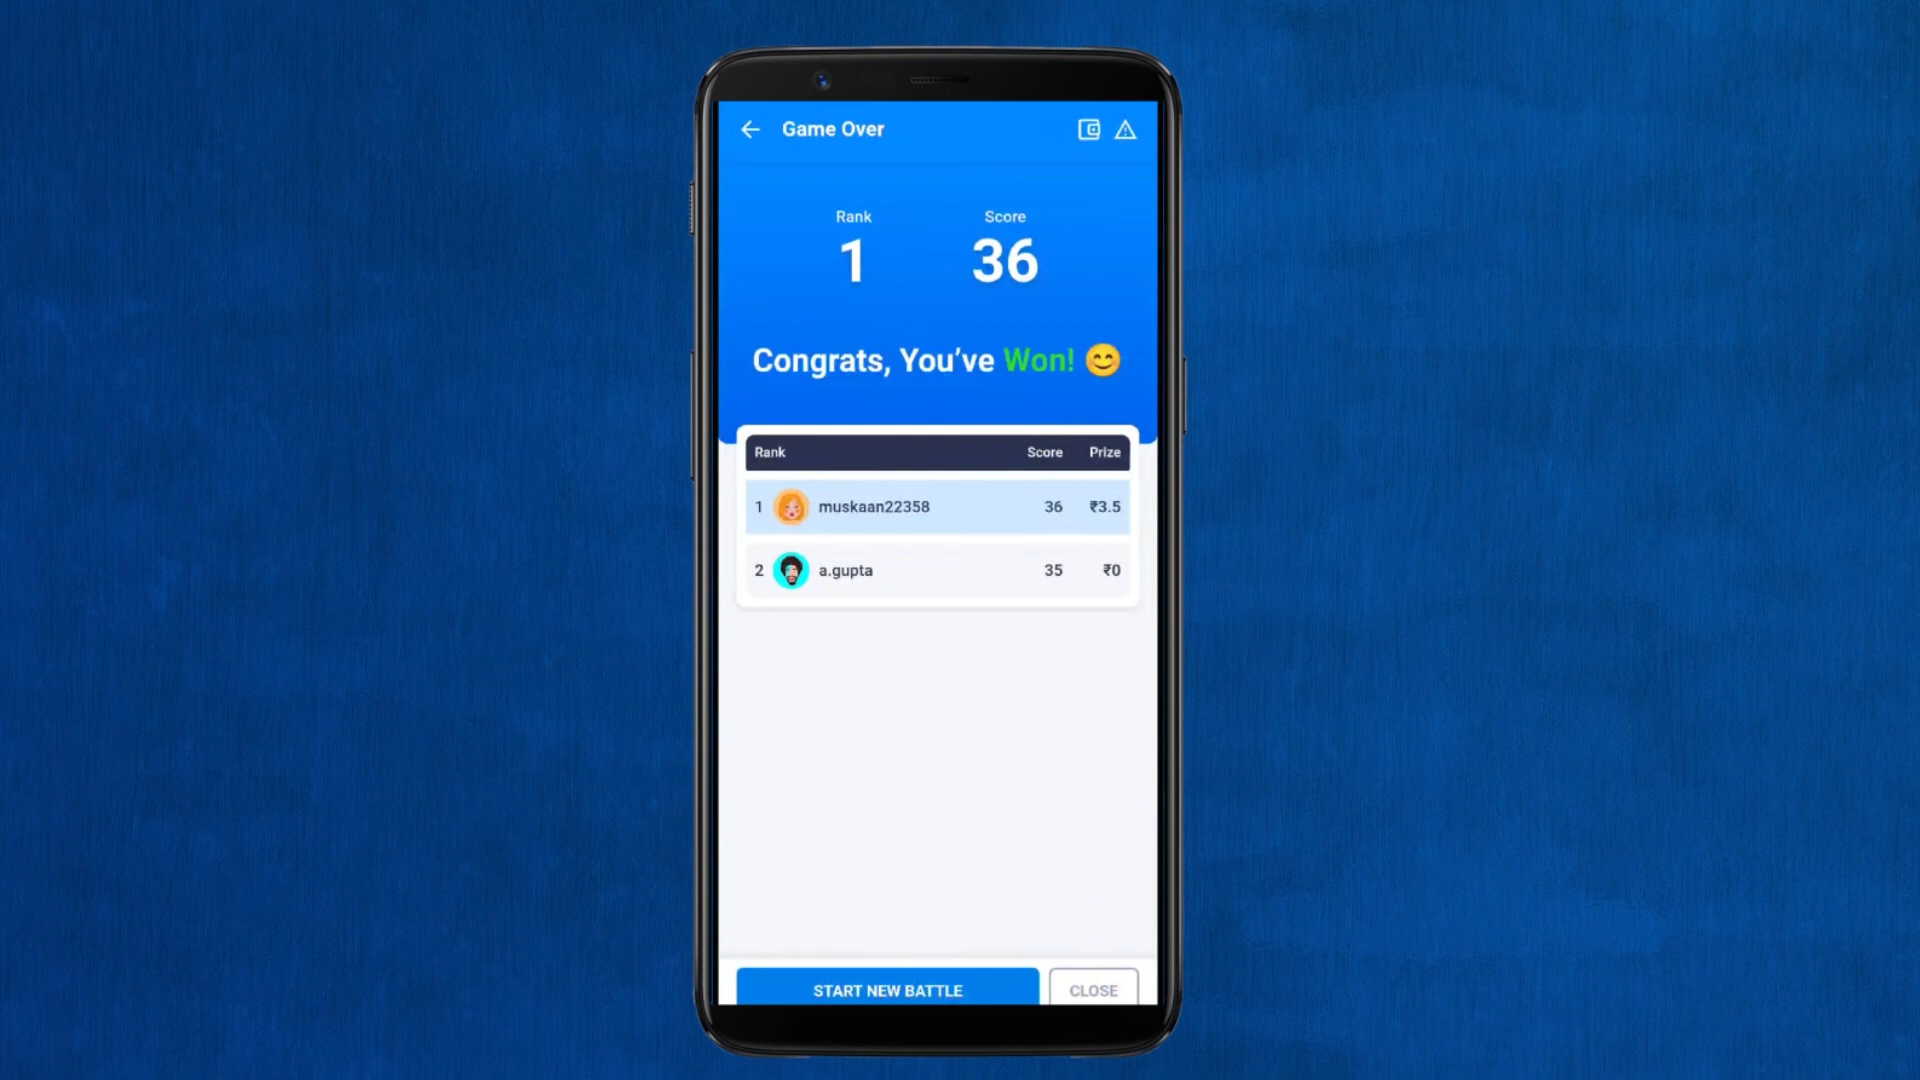 Game Over
Rank Score
1 36
Congrats, You’ve Won! 😊
Rank Score Prize
1 muskaan22358 36 ₹3.5
2 a.gupta 35 ₹0
START NEW BATTLE CLOSE